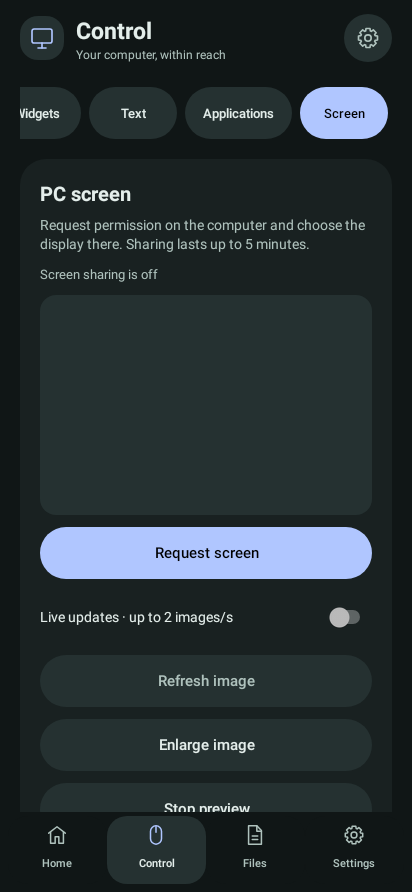 Control
Your computer, within reach
Widgets
Text
Applications
Screen
PC screen
Request permission on the computer and choose the
display there. Sharing lasts up to 5 minutes.
Screen sharing is off
Request screen
Live updates · up to 2 images/s
Refresh image
Enlarge image
Stop preview
Home
Control
Files
Settings